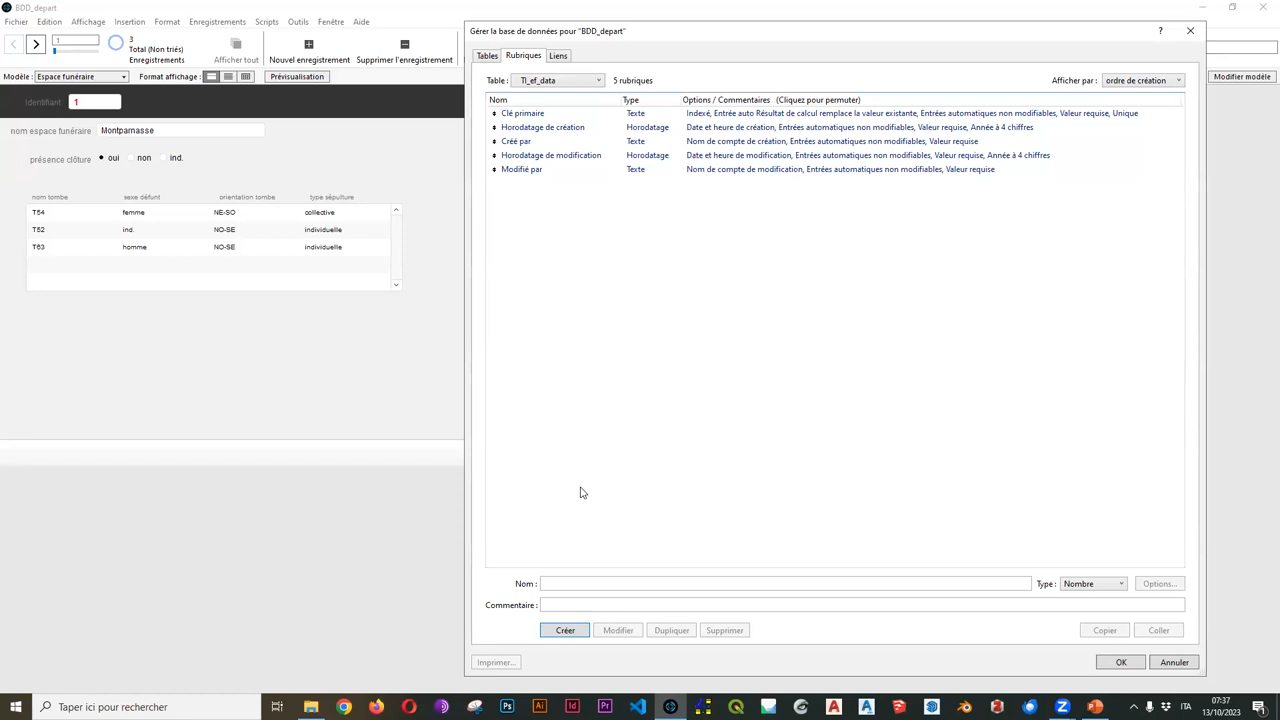 BDD_depart
Fichier Edition Affichage Insertion Format Enregistrements Scripts Outils Fenêtre Aide
1
3
Total (Non triés)
Enregistrements
Afficher tout
Nouvel enregistrement
Supprimer l'enregistrement
Modèle : Espace funéraire
Format affichage :
Prévisualisation
Modifier modèle
Identifiant 1
nom espace funéraire Montparnasse
présence clôture oui non ind.
nom tombe sexe défunt orientation tombe type sépulture
T54 femme NE-SO collective
T52 ind. NO-SE individuelle
T63 homme NO-SE individuelle
Gérer la base de données pour "BDD_depart"
?
Tables Rubriques Liens
Table : TI_ef_data 5 rubriques Afficher par : ordre de création
Nom Type Options / Commentaires (Cliquez pour permuter)
Clé primaire Texte Indexé, Entrée auto Résultat de calcul remplace la valeur existante, Entrées automatiques non modifiables, Valeur requise, Unique
Horodatage de création Horodatage Date et heure de création, Entrées automatiques non modifiables, Valeur requise, Année à 4 chiffres
Créé par Texte Nom de compte de création, Entrées automatiques non modifiables, Valeur requise
Horodatage de modification Horodatage Date et heure de modification, Entrées automatiques non modifiables, Valeur requise, Année à 4 chiffres
Modifié par Texte Nom de compte de modification, Entrées automatiques non modifiables, Valeur requise
Nom : Type : Nombre Options...
Commentaire :
Créer Modifier Dupliquer Supprimer Copier Coller
Imprimer... OK Annuler
Taper ici pour rechercher
Ps Ai Id Pr
ITA
07:37
13/10/2023